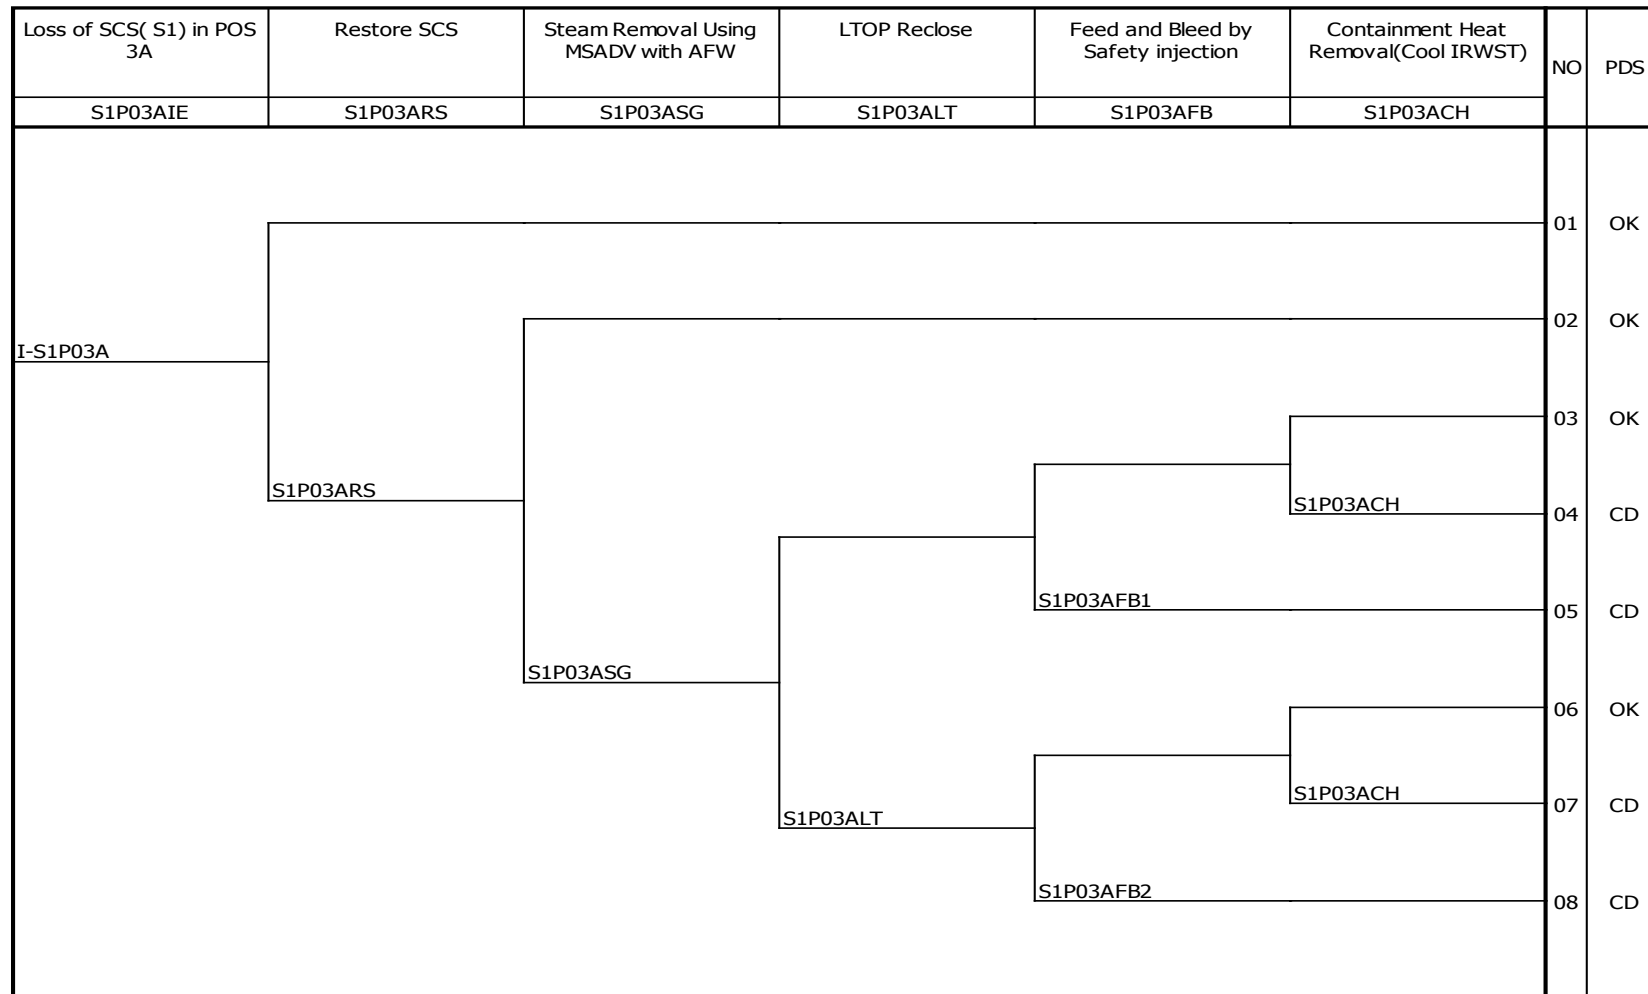 Loss of SCS( S1) in POS
3A
Restore SCS
Steam Removal Using
MSADV with AFW
LTOP Reclose
Feed and Bleed by
Safety injection
Containment Heat
Removal(Cool IRWST)
NO
PDS
S1P03AIE
S1P03ARS
S1P03ASG
S1P03ALT
S1P03AFB
S1P03ACH
01 OK
02 OK
I-S1P03A
03 OK
S1P03ARS
S1P03ACH
04 CD
S1P03AFB1
05 CD
S1P03ASG
06 OK
S1P03ACH
07 CD
S1P03ALT
S1P03AFB2
08 CD